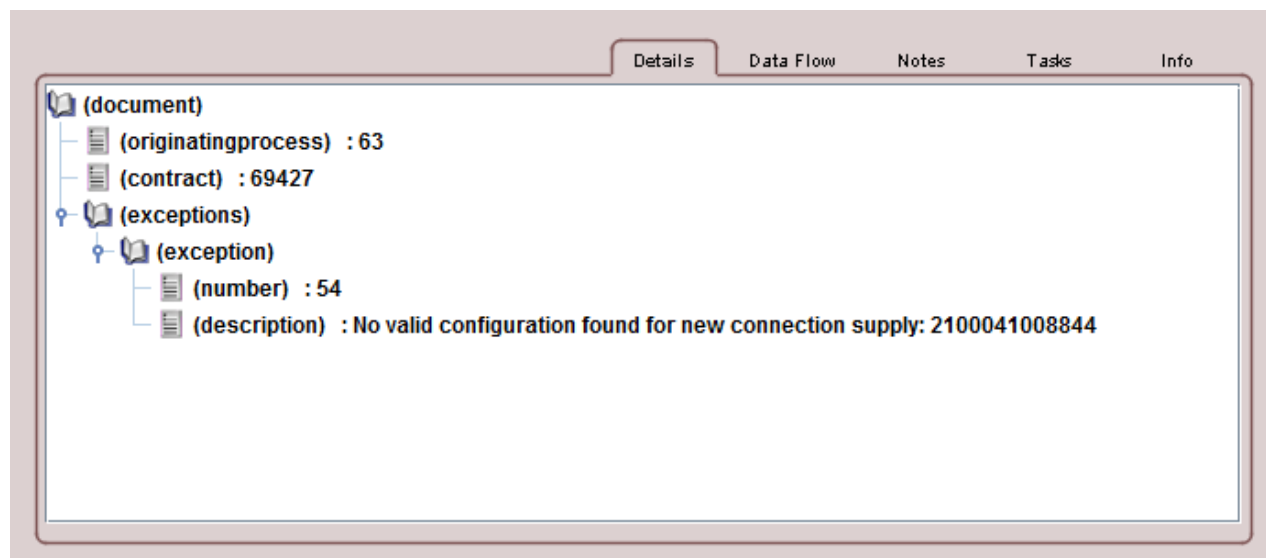 Details Data Flow Notes Tasks Info
(document)
(originatingprocess) : 63
(contract) : 69427
(exceptions)
(exception)
(number) : 54
(description) : No valid configuration found for new connection supply: 2100041008844